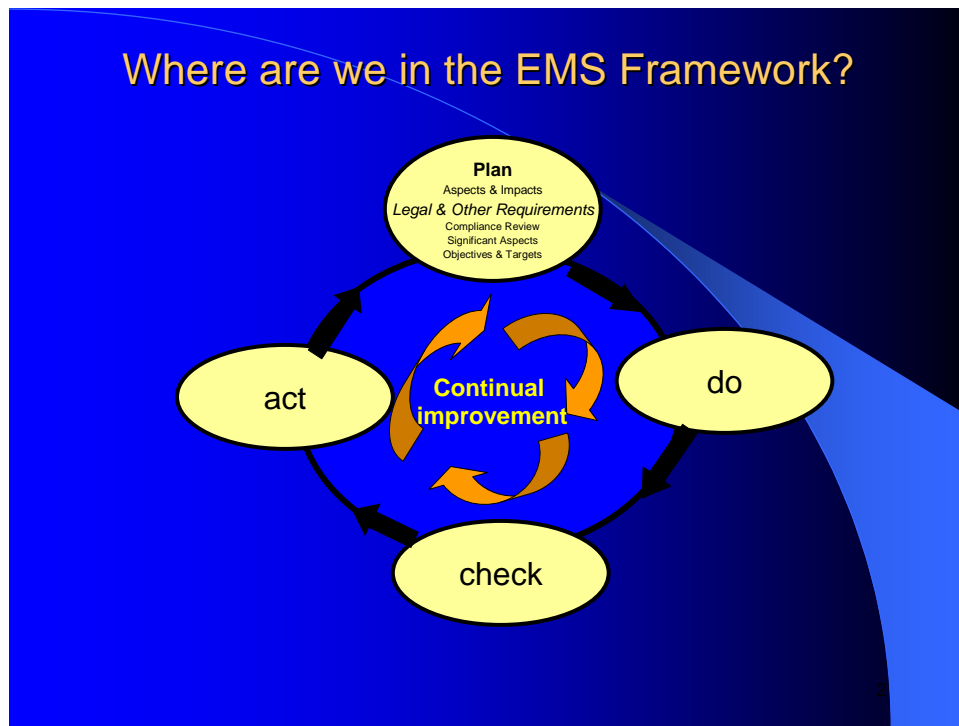 Where are we in the EMS Framework?
Plan
Aspects & Impacts
Legal & Other Requirements
Compliance Review
Significant Aspects
Objectives & Targets
act
Continual
improvement
do
check